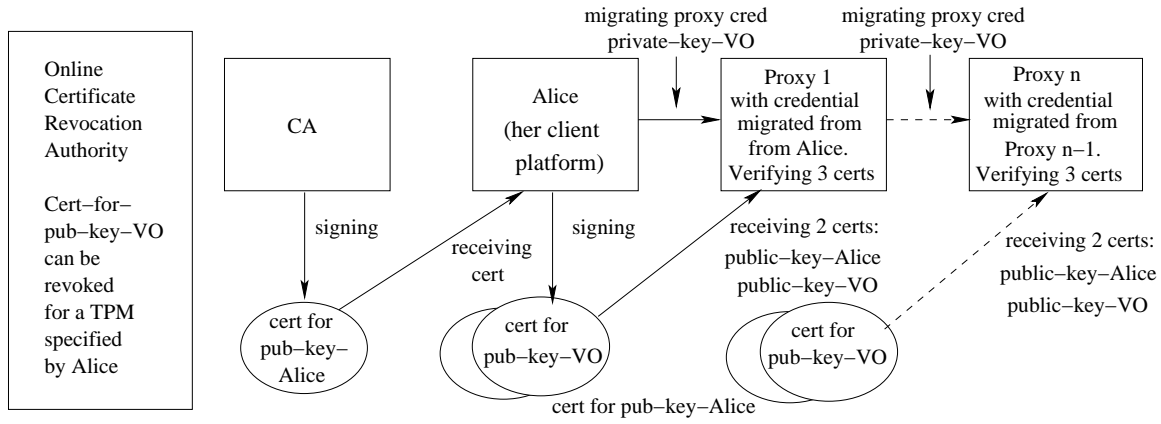 Online
Certificate
Revocation
Authority
Cert–for–
pub–key–VO
can be
revoked
for a TPM
specified
by Alice
CA
signing
cert for
pub–key–
Alice
receiving
cert
Alice
(her client
platform)
signing
cert for
pub–key–VO
cert for pub–key–Alice
migrating proxy cred
private–key–VO
Proxy 1
with credential
migrated from
from Alice.
Verifying 3 certs
receiving 2 certs:
public–key–Alice
public–key–VO
cert for
pub–key–VO
migrating proxy cred
private–key–VO
Proxy n
with credential
migrated from
Proxy n–1.
Verifying 3 certs
receiving 2 certs:
public–key–Alice
public–key–VO